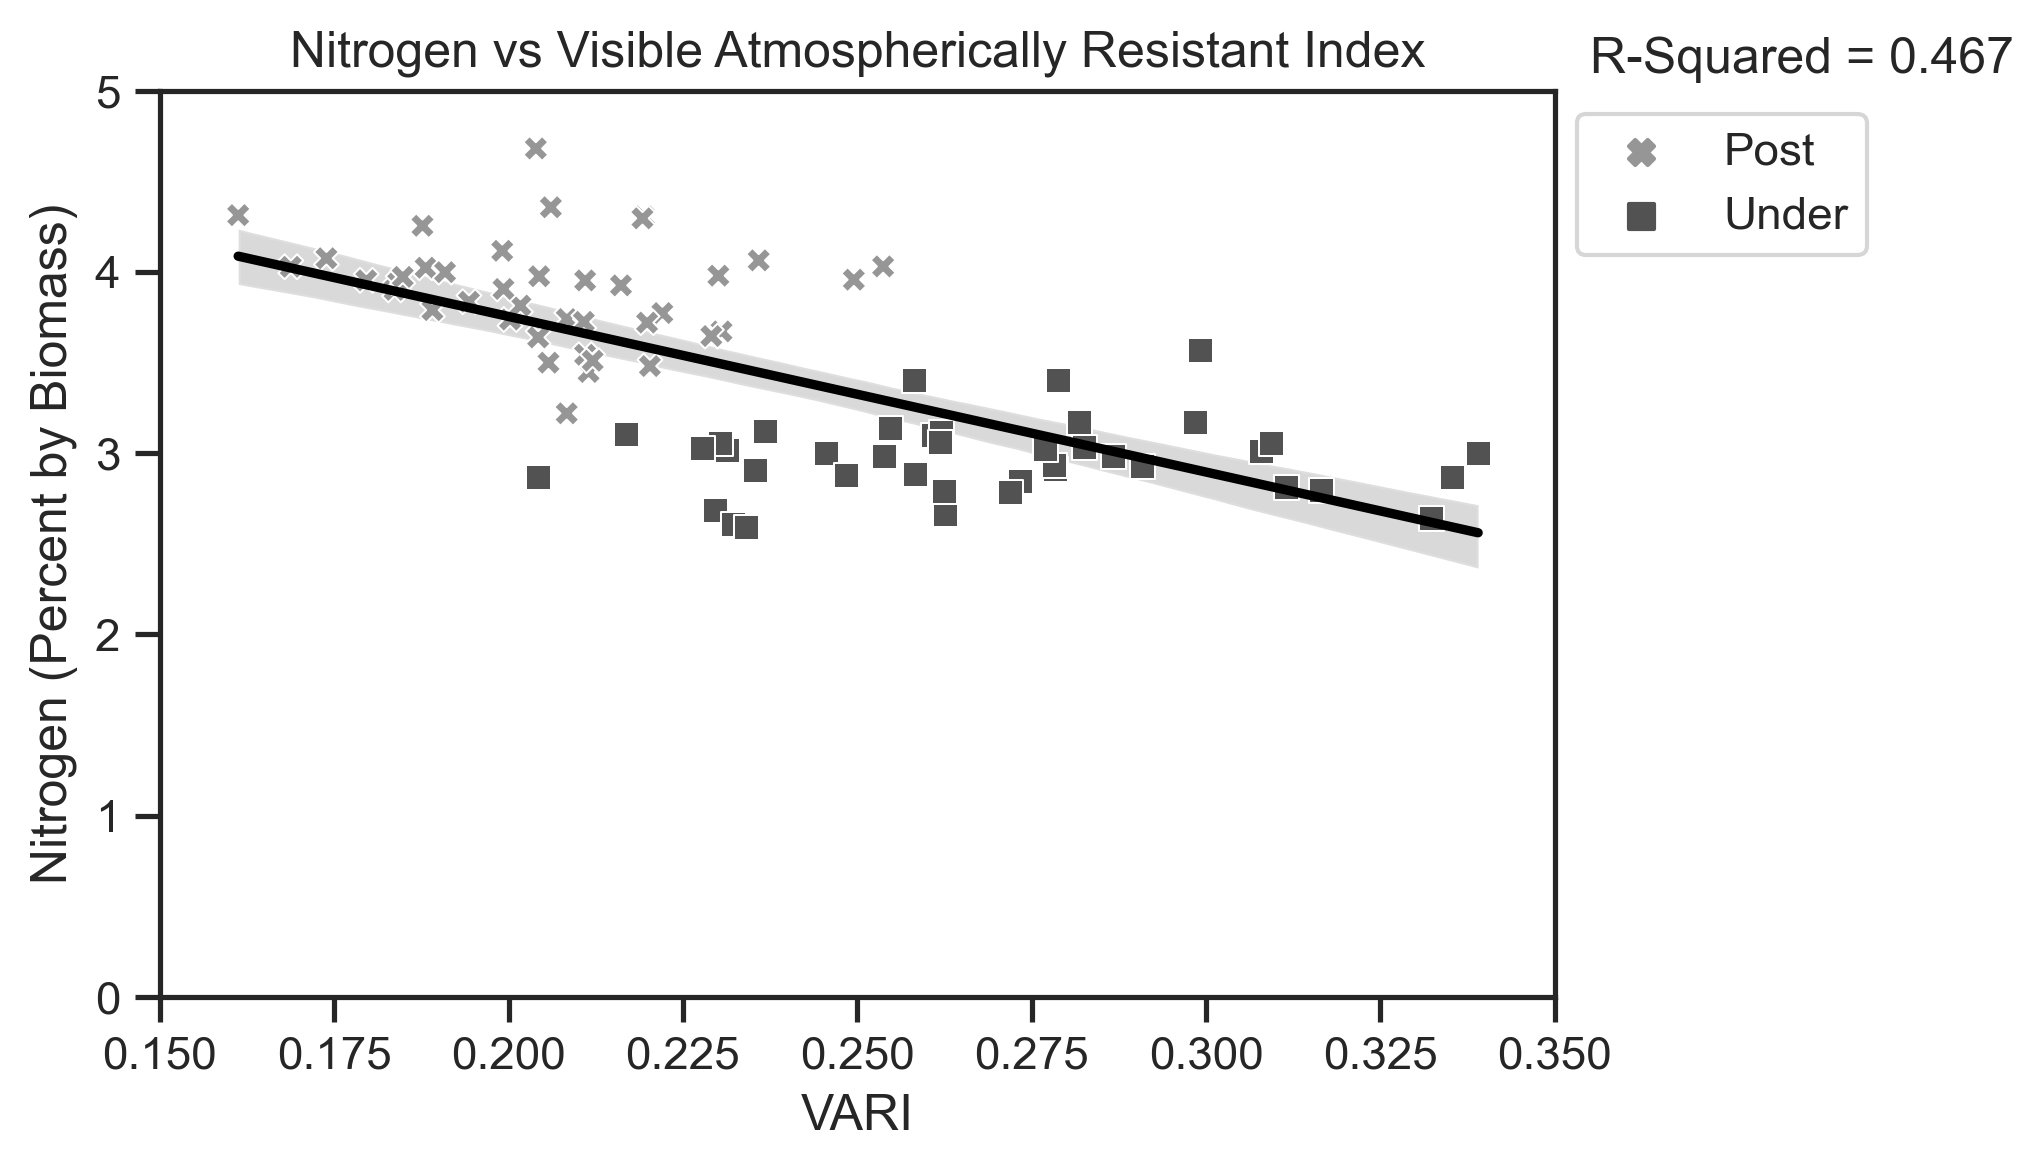 Nitrogen vs Visible Atmospherically Resistant Index
R-Squared = 0.467
Post
Under
Nitrogen (Percent by Biomass)
5
4
3
2
1
0
0.150 0.175 0.200 0.225 0.250 0.275 0.300 0.325 0.350
VARI